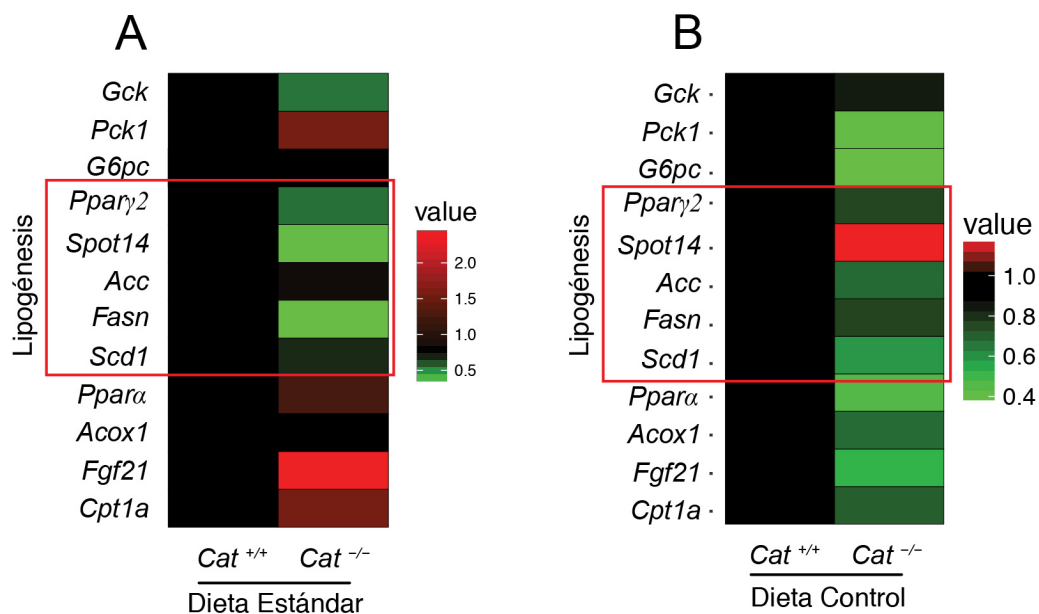 A
Gck
Pck1
G6pc
Pparγ2
Spot14
Acc
Fasn
Scd1
Pparα
Acox1
Fgf21
Cpt1a
Lipogénesis
value
2.0
1.5
1.0
0.5
Cat +/+ Cat −/−
Dieta Estándar
B
Gck
Pck1
G6pc
Pparγ2
Spot14
Acc
Fasn
Scd1
Pparα
Acox1
Fgf21
Cpt1a
Lipogénesis
value
1.0
0.8
0.6
0.4
Cat +/+ Cat −/−
Dieta Control